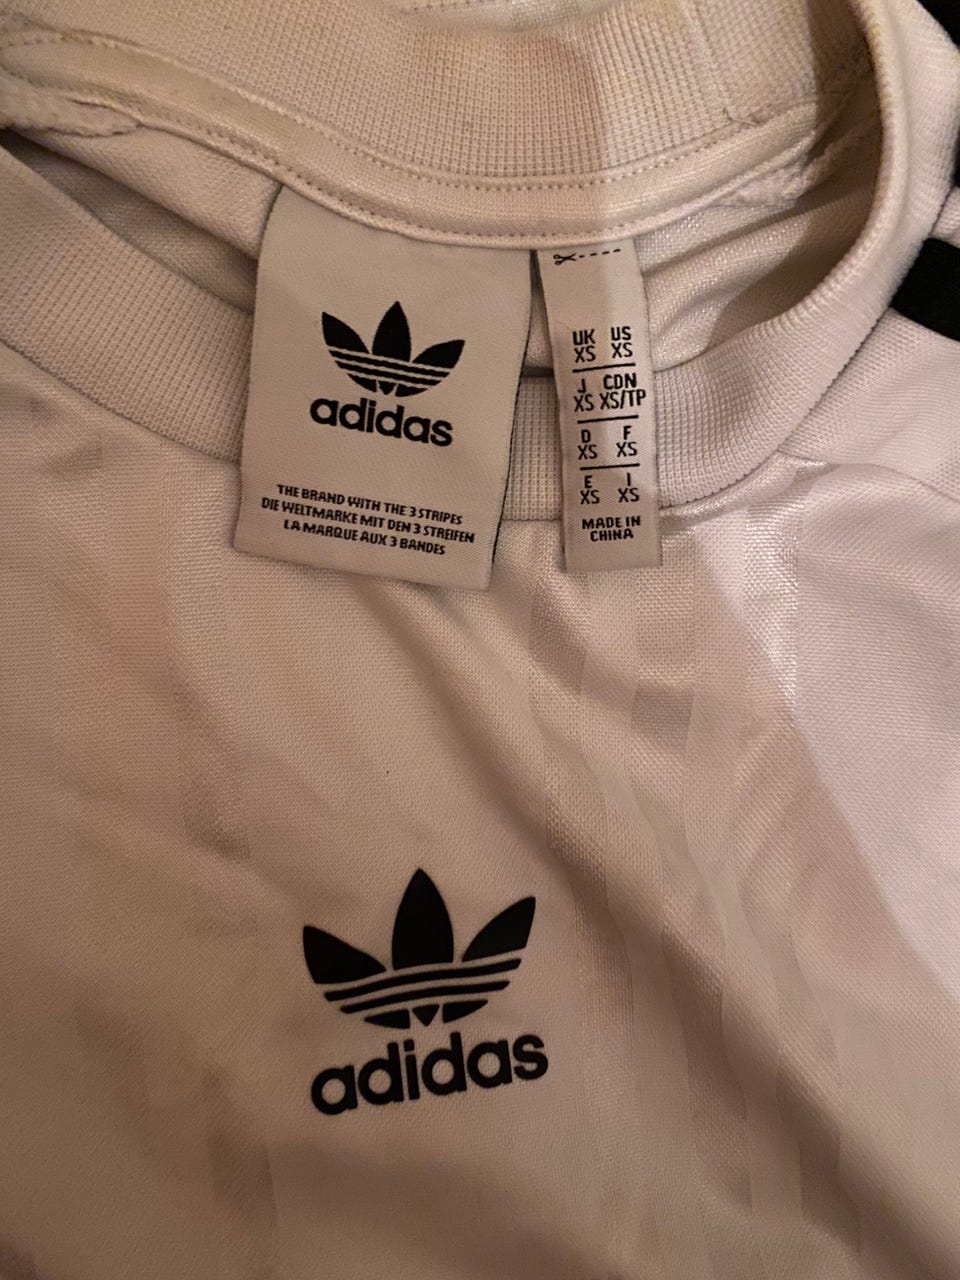 adidas
THE BRAND WITH THE 3 STRIPES
DIE WELTMARKE MIT DEN 3 STREIFEN
LA MARQUE AUX 3 BANDES
UK US
XS XS
J CDN
XS XS/TP
D F
XS XS
E I
XS XS
MADE IN
CHINA
adidas